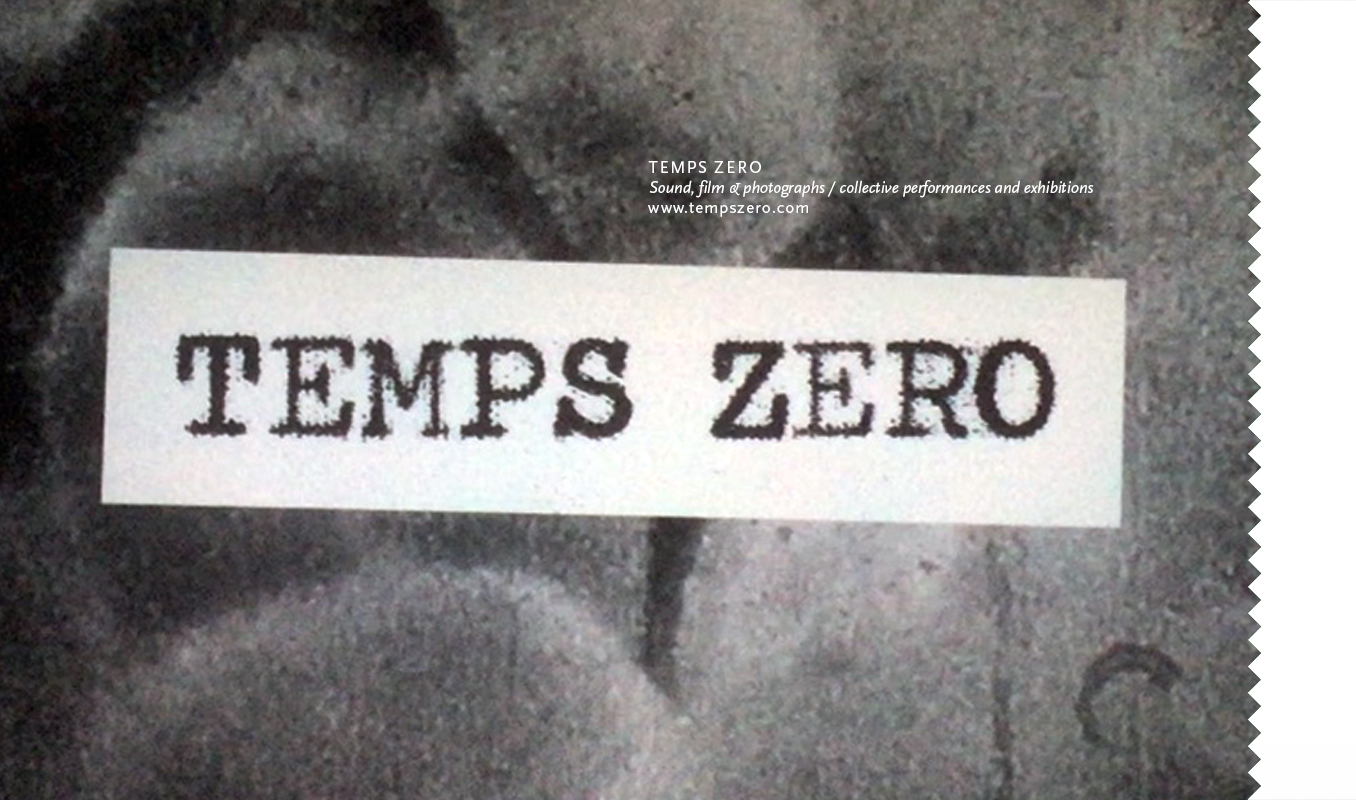 TEMPS ZERO
Sound, film & photographs / collective performances and exhibitions
www.tempszero.com
TEMPS ZERO